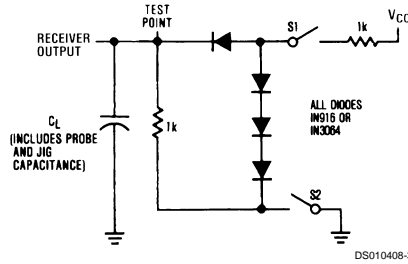 TEST
POINT
S1
1k
VCC
RECEIVER
OUTPUT
CL
(INCLUDES PROBE
AND JIG
CAPACITANCE)
1k
ALL DIODES
IN916 OR
IN3064
S2